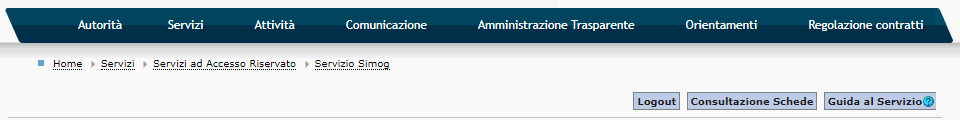 Autorità Servizi Attività Comunicazione Amministrazione Trasparente Orientamenti Regolazione contratti
Home Servizi Servizi ad Accesso Riservato Servizio Simog
Logout Consultazione Schede Guida al Servizio?